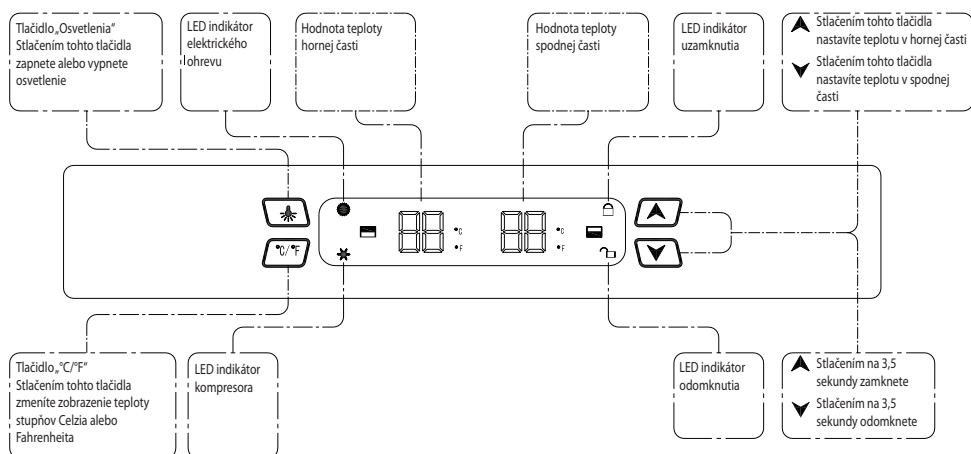 Tlačidlo„Osvetlenia“
Stlačením tohto tlačidla
zapnete alebo vypnete
osvetlenie
LED indikátor
elektrického
ohrevu
Hodnota teploty
hornej časti
Hodnota teploty
spodnej časti
LED indikátor
uzamknutia
Stlačením tohto tlačidla
nastavíte teplotu v hornej časti
Stlačením tohto tlačidla
nastavíte teplotu v spodnej
časti
°C/°F
88
°C
°F
88
°C
°F
Tlačidlo„°C/°F“
Stlačením tohto tlačidla
zmeníte zobrazenie teploty
stupňov Celzia alebo
Fahrenheita
LED indikátor
kompresora
LED indikátor
odomknutia
Stlačením na 3,5
sekundy zamknete
Stlačením na 3,5
sekundy odomknete